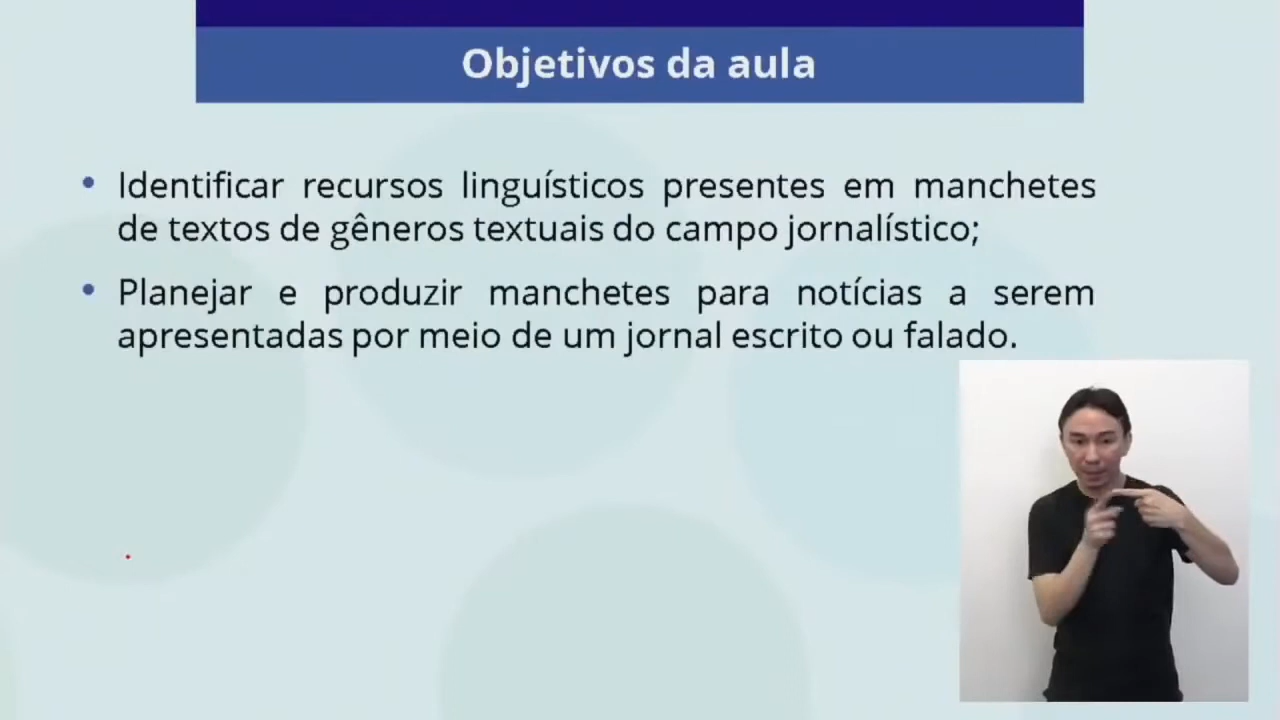 Objetivos da aula
• Identificar recursos linguísticos presentes em manchetes
de textos de gêneros textuais do campo jornalístico;
• Planejar e produzir manchetes para notícias a serem
apresentadas por meio de um jornal escrito ou falado.